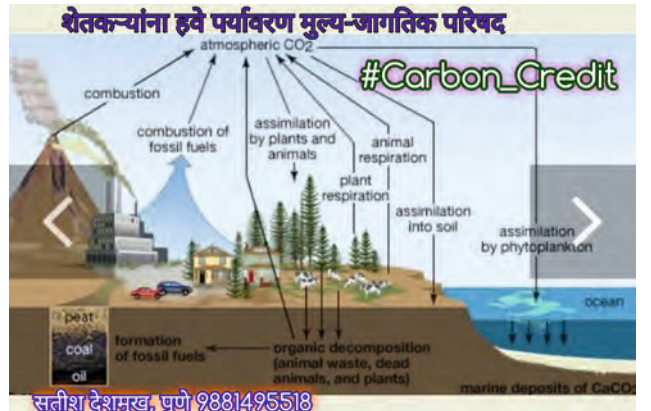 शेतकऱ्यांना हवे पर्यावरण मुल्य-जागतिक परिषद
atmospheric CO2
#Carbon_Credit
combustion
combustion of
fossil fuels
assimilation
by plants and
animals
animal
respiration
plant
respiration
assimilation
into soil
assimilation
by phytoplankton
ocean
peat
coal
oil
formation
of fossil fuels
organic decomposition
(animal waste, dead
animals, and plants)
marine deposits of CaCO3
सतीश देशमुख, पुणे 9881495518